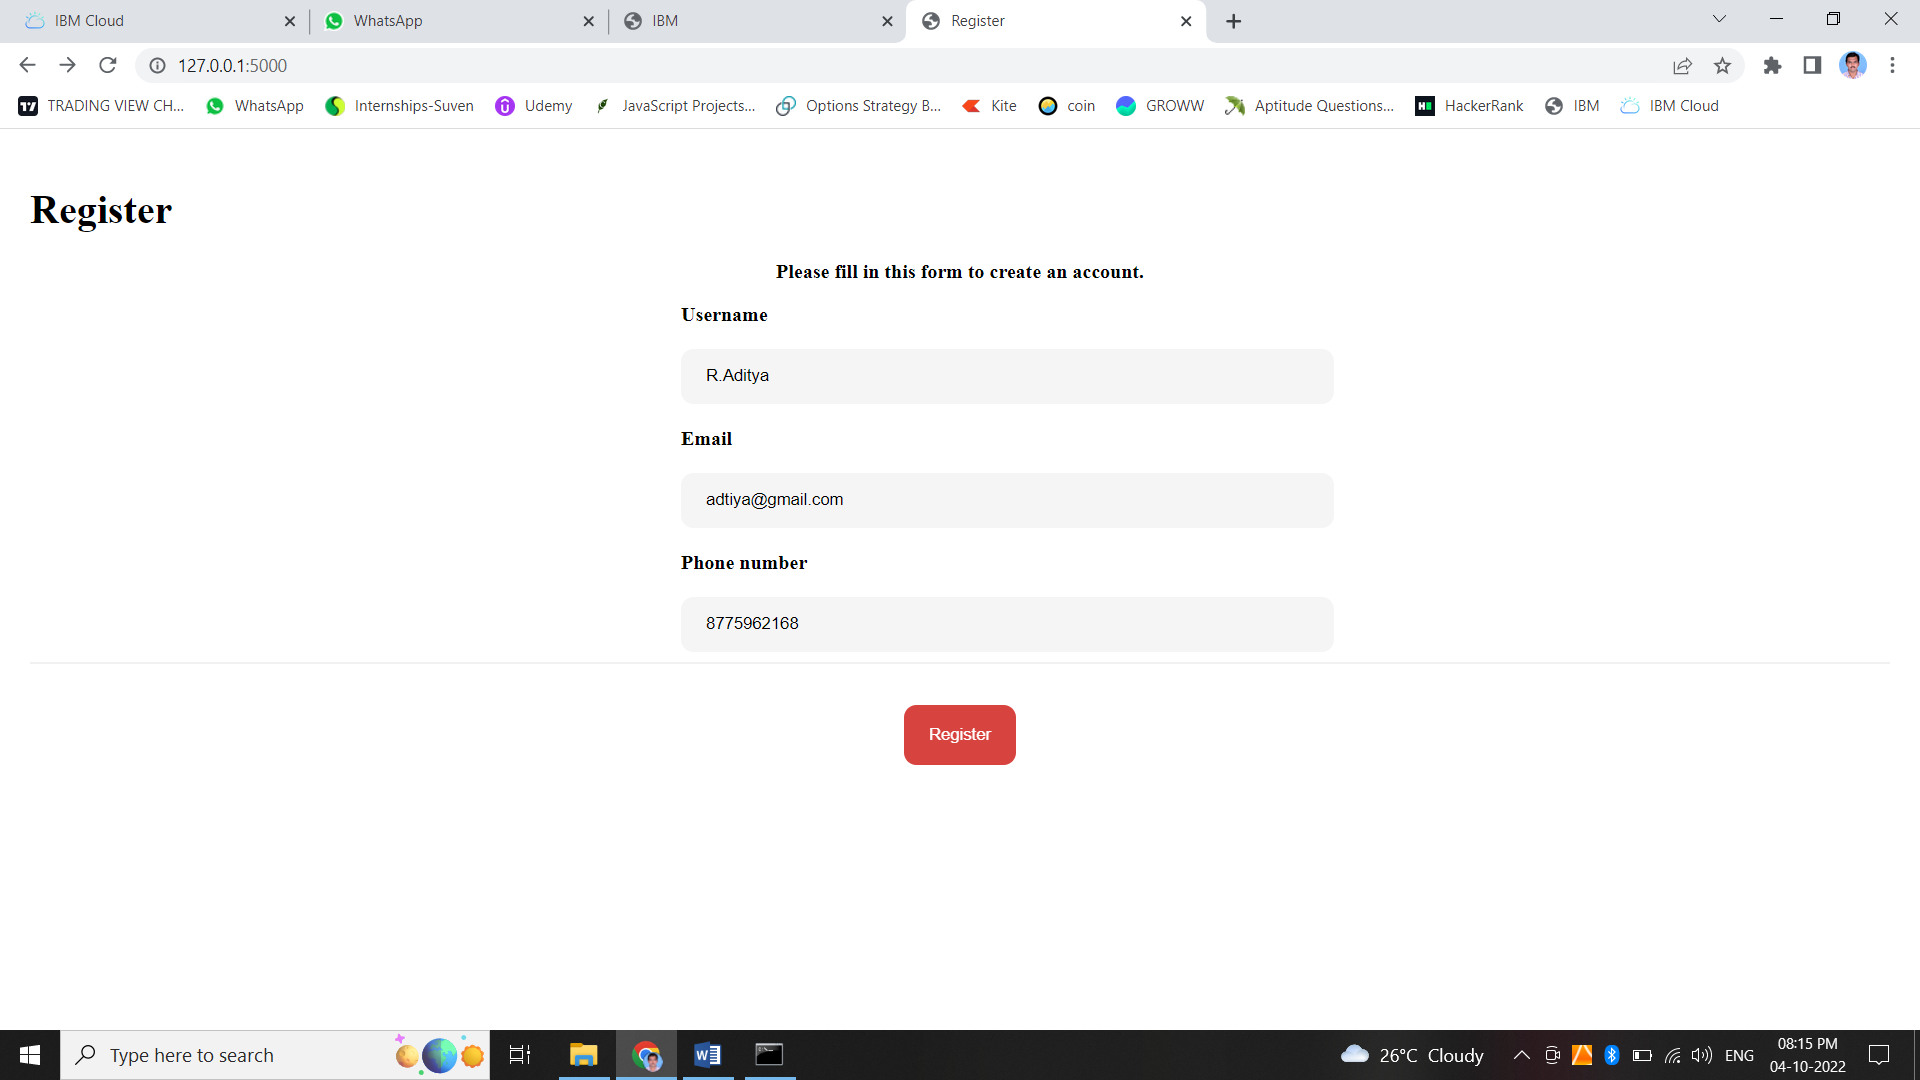 IBM Cloud
WhatsApp
IBM
Register
127.0.0.1:5000
TRADING VIEW CH... WhatsApp Internships-Suven Udemy JavaScript Projects... Options Strategy B... Kite coin GROWW Aptitude Questions... HackerRank IBM IBM Cloud
Register
Please fill in this form to create an account.
Username
R.Aditya
Email
adtiya@gmail.com
Phone number
8775962168
Register
Type here to search
26°C Cloudy
ENG
08:15 PM
04-10-2022